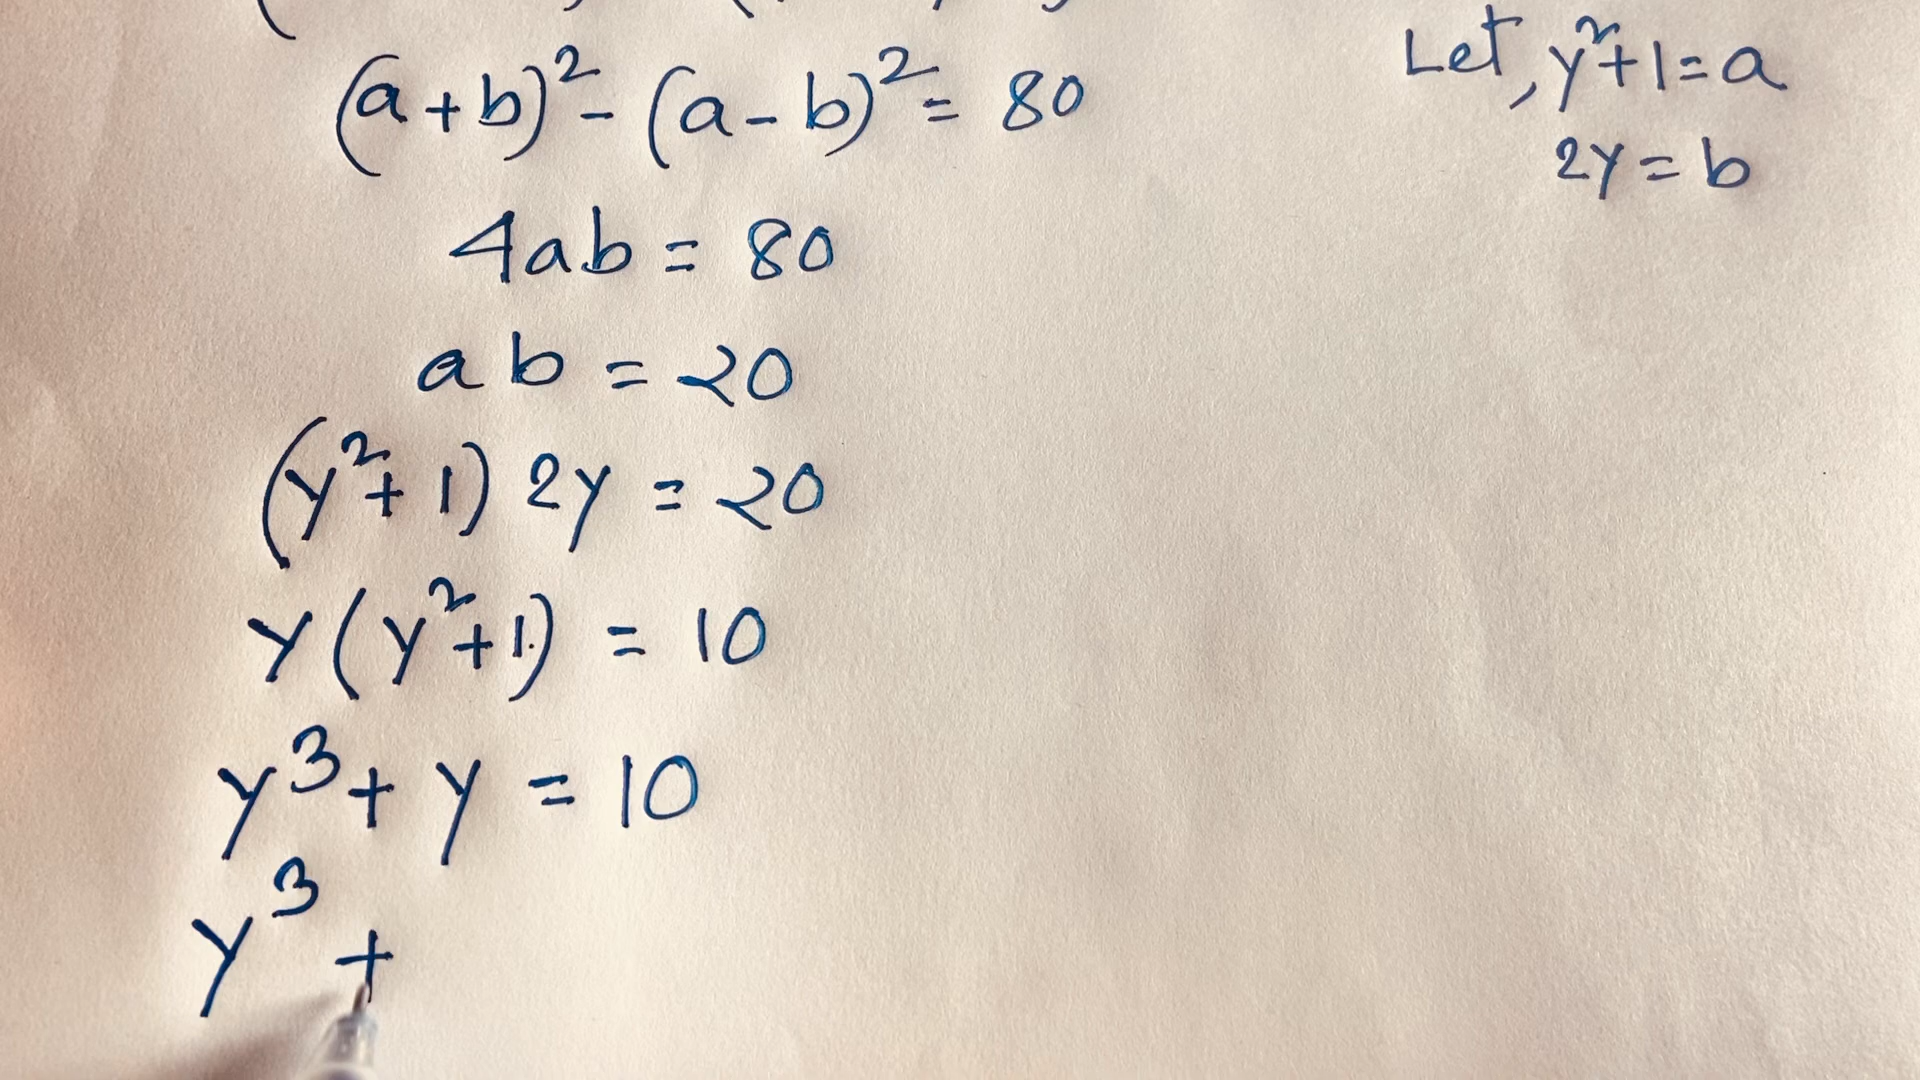 (a+b)² - (a-b)² = 80
Let, y²+1=a
2y = b
4ab = 80
ab = 20
(y²+1) 2y = 20
y(y²+1) = 10
y³ + y = 10
y³ +